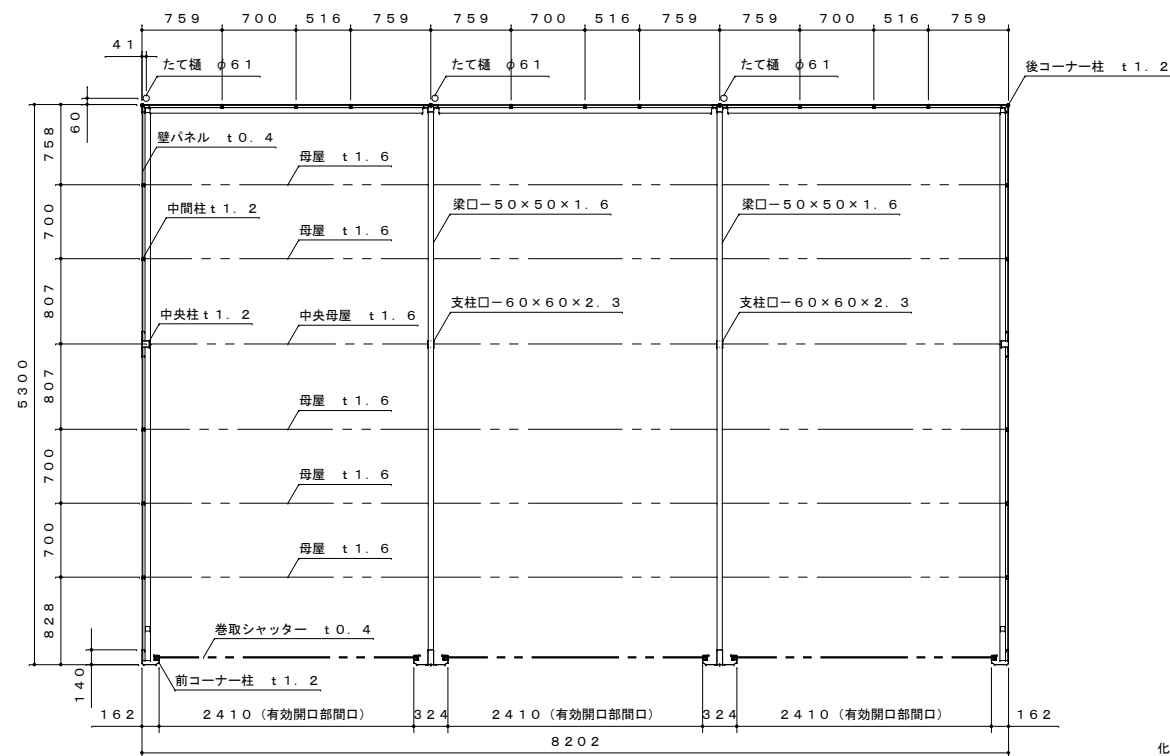 ７５９ ７００ ５１６ ７５９ ７５９ ７００ ５１６ ７５９ ７５９ ７００ ５１６ ７５９
４１
たて樋　φ６１
たて樋　φ６１
たて樋　φ６１
後コーナー柱　ｔ１．２
６０
７５８
壁パネル　ｔ０．４
母屋　ｔ１．６
中間柱ｔ１．２
梁口－５０×５０×１．６
梁口－５０×５０×１．６
７００
母屋　ｔ１．６
８０７
中央柱ｔ１．２
中央母屋　ｔ１．６
支柱口－６０×６０×２．３
支柱口－６０×６０×２．３
５３００
８０７
母屋　ｔ１．６
７００
母屋　ｔ１．６
７００
母屋　ｔ１．６
８２８
巻取シャッター　ｔ０．４
１４０
前コーナー柱　ｔ１．２
１６２ ２４１０（有効開口部間口） ３２４ ２４１０（有効開口部間口） ３２４ ２４１０（有効開口部間口） １６２
８２０２
化